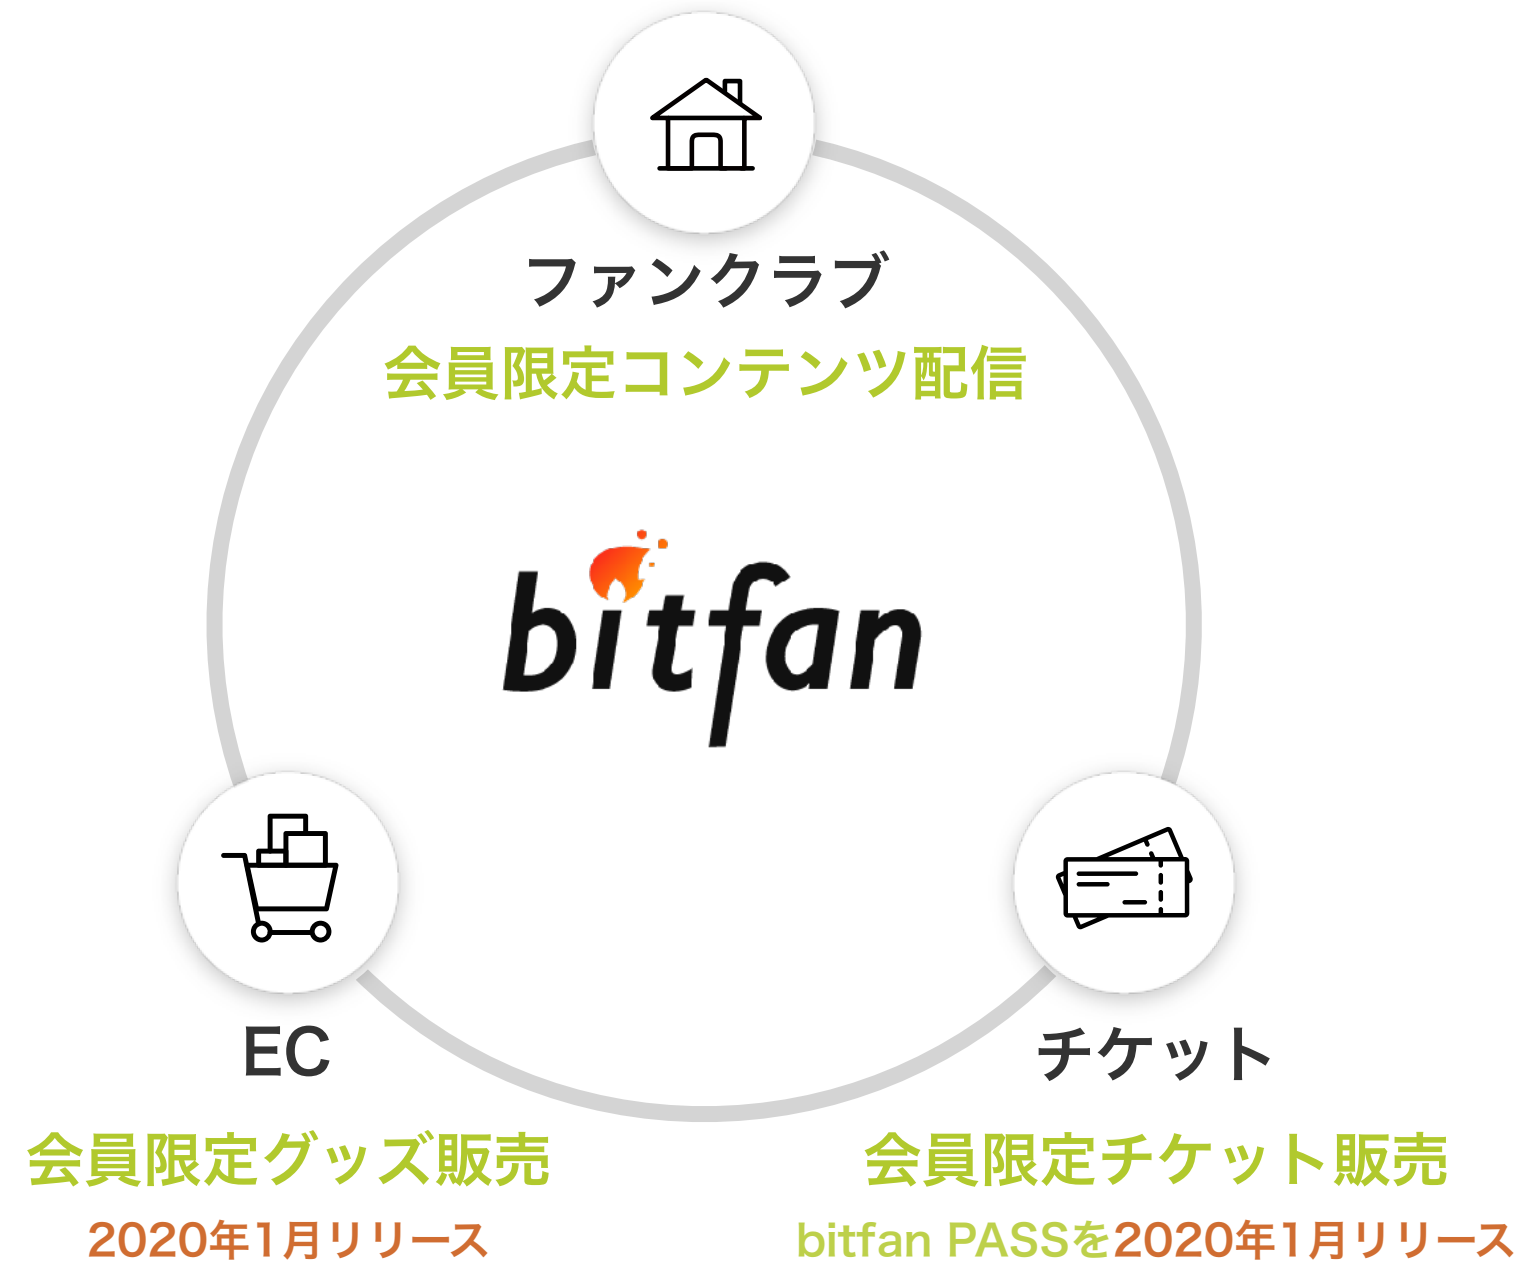 ファンクラブ
会員限定コンテンツ配信
bitfan
EC
会員限定グッズ販売
2020年1月リリース
チケット
会員限定チケット販売
bitfan PASSを2020年1月リリース